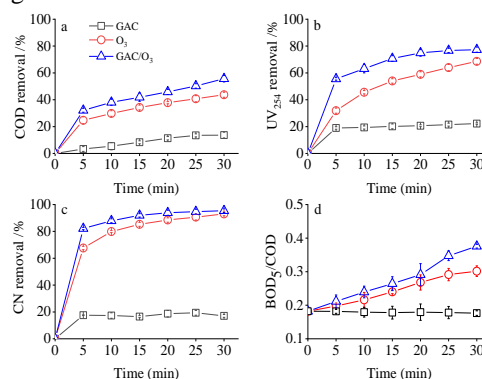 a
GAC
O₃
GAC/O₃
COD removal /%
100
80
60
40
20
0
0 5 10 15 20 25 30
Time (min)
b
UV₂₅₄ removal /%
100
80
60
40
20
0
0 5 10 15 20 25 30
Time (min)
c
CN removal /%
100
80
60
40
20
0
0 5 10 15 20 25 30
Time (min)
d
BOD₅/COD
0.4
0.3
0.2
0.1
0 5 10 15 20 25 30
Time (min)